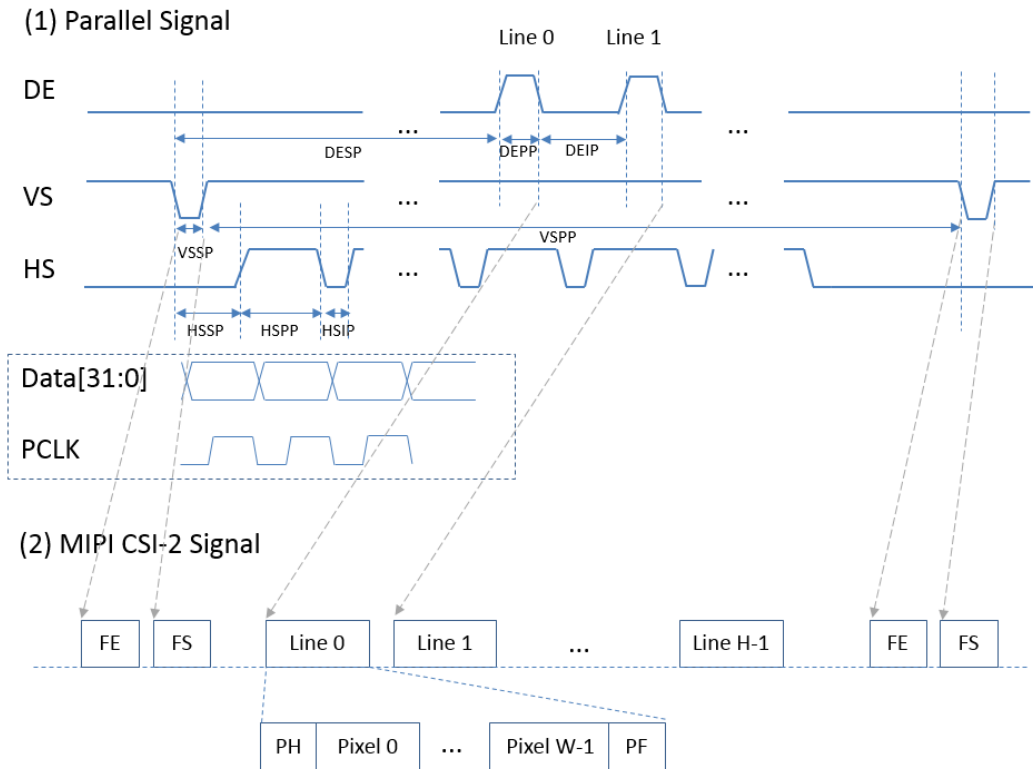 (1) Parallel Signal
Line 0 Line 1
DE
... ...
DESP DEPP DEIP
VS
... ...
VSSP VSPP
HS
... ...
HSSP HSPP HSIP
Data[31:0]
PCLK
(2) MIPI CSI-2 Signal
FE FS Line 0 Line 1 ... Line H-1 FE FS
PH Pixel 0 ... Pixel W-1 PF